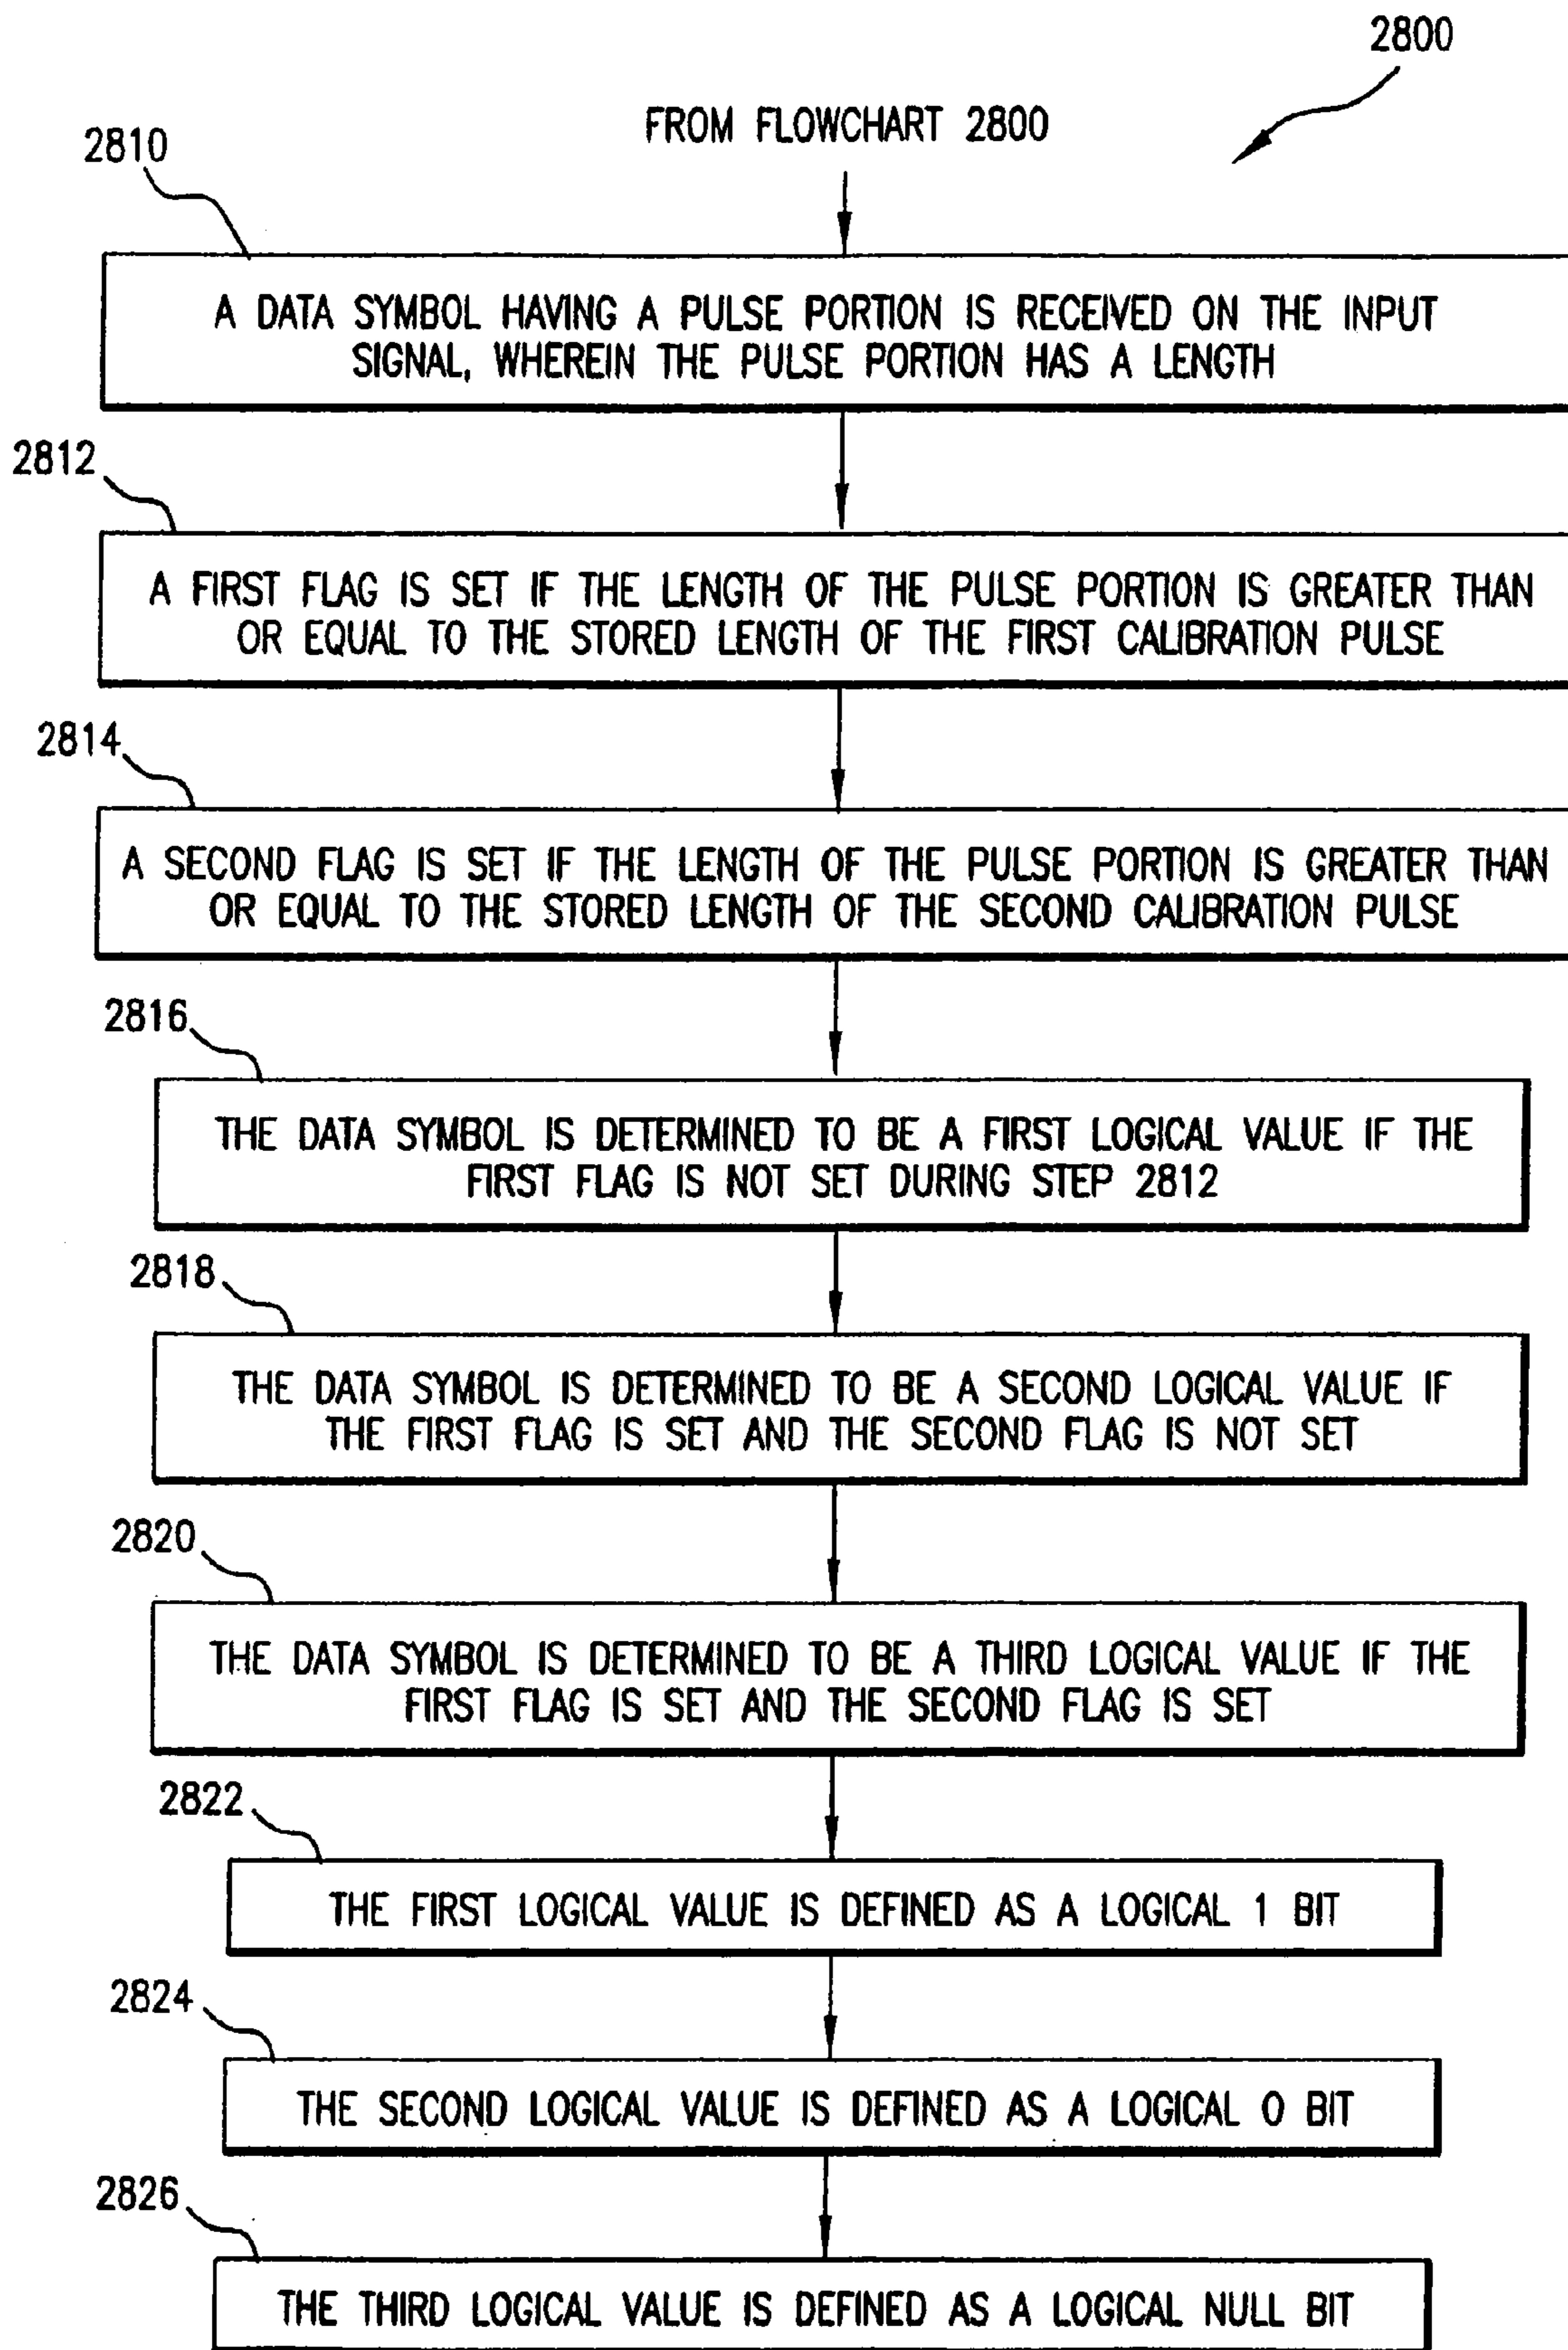 2800
FROM FLOWCHART 2800
2810
A DATA SYMBOL HAVING A PULSE PORTION IS RECEIVED ON THE INPUT
SIGNAL, WHEREIN THE PULSE PORTION HAS A LENGTH
2812
A FIRST FLAG IS SET IF THE LENGTH OF THE PULSE PORTION IS GREATER THAN
OR EQUAL TO THE STORED LENGTH OF THE FIRST CALIBRATION PULSE
2814
A SECOND FLAG IS SET IF THE LENGTH OF THE PULSE PORTION IS GREATER THAN
OR EQUAL TO THE STORED LENGTH OF THE SECOND CALIBRATION PULSE
2816
THE DATA SYMBOL IS DETERMINED TO BE A FIRST LOGICAL VALUE IF THE
FIRST FLAG IS NOT SET DURING STEP 2812
2818
THE DATA SYMBOL IS DETERMINED TO BE A SECOND LOGICAL VALUE IF
THE FIRST FLAG IS SET AND THE SECOND FLAG IS NOT SET
2820
THE DATA SYMBOL IS DETERMINED TO BE A THIRD LOGICAL VALUE IF THE
FIRST FLAG IS SET AND THE SECOND FLAG IS SET
2822
THE FIRST LOGICAL VALUE IS DEFINED AS A LOGICAL 1 BIT
2824
THE SECOND LOGICAL VALUE IS DEFINED AS A LOGICAL 0 BIT
2826
THE THIRD LOGICAL VALUE IS DEFINED AS A LOGICAL NULL BIT